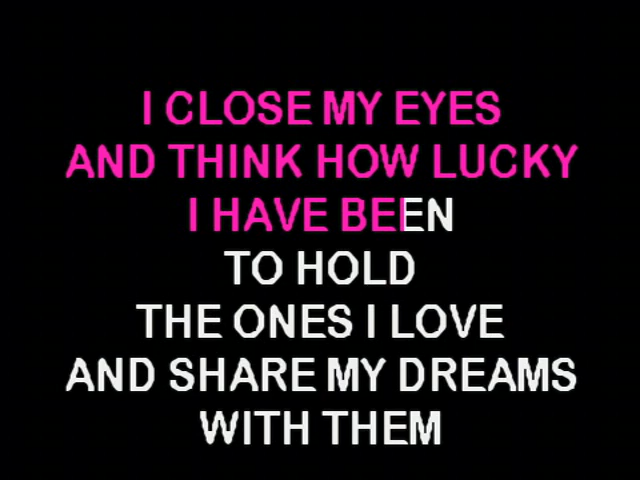 I CLOSE MY EYES
AND THINK HOW LUCKY
I HAVE BEEN
TO HOLD
THE ONES I LOVE
AND SHARE MY DREAMS
WITH THEM